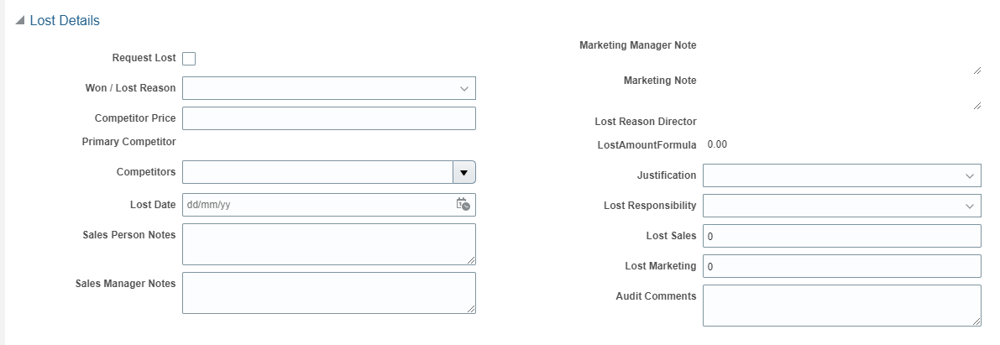 Lost Details
Request Lost
Won / Lost Reason
Competitor Price
Primary Competitor
Competitors
Lost Date dd/mm/yy
Sales Person Notes
Sales Manager Notes
Marketing Manager Note
Marketing Note
Lost Reason Director
LostAmountFormula 0.00
Justification
Lost Responsibility
Lost Sales 0
Lost Marketing 0
Audit Comments